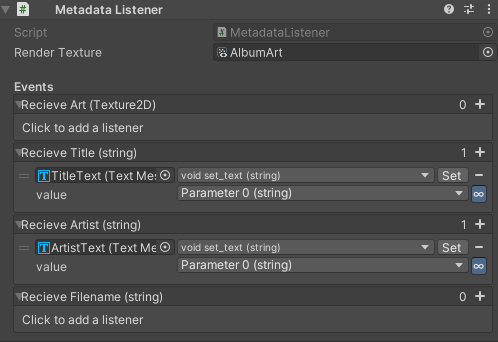 Metadata Listener
Script MetadataListener
Render Texture AlbumArt
Events
Recieve Art (Texture2D) 0 +
Click to add a listener
Recieve Title (string) 1 +
TitleText (Text Mes void set_text (string) Set −
value Parameter 0 (string) ∞
Recieve Artist (string) 1 +
ArtistText (Text Me void set_text (string) Set −
value Parameter 0 (string) ∞
Recieve Filename (string) 0 +
Click to add a listener